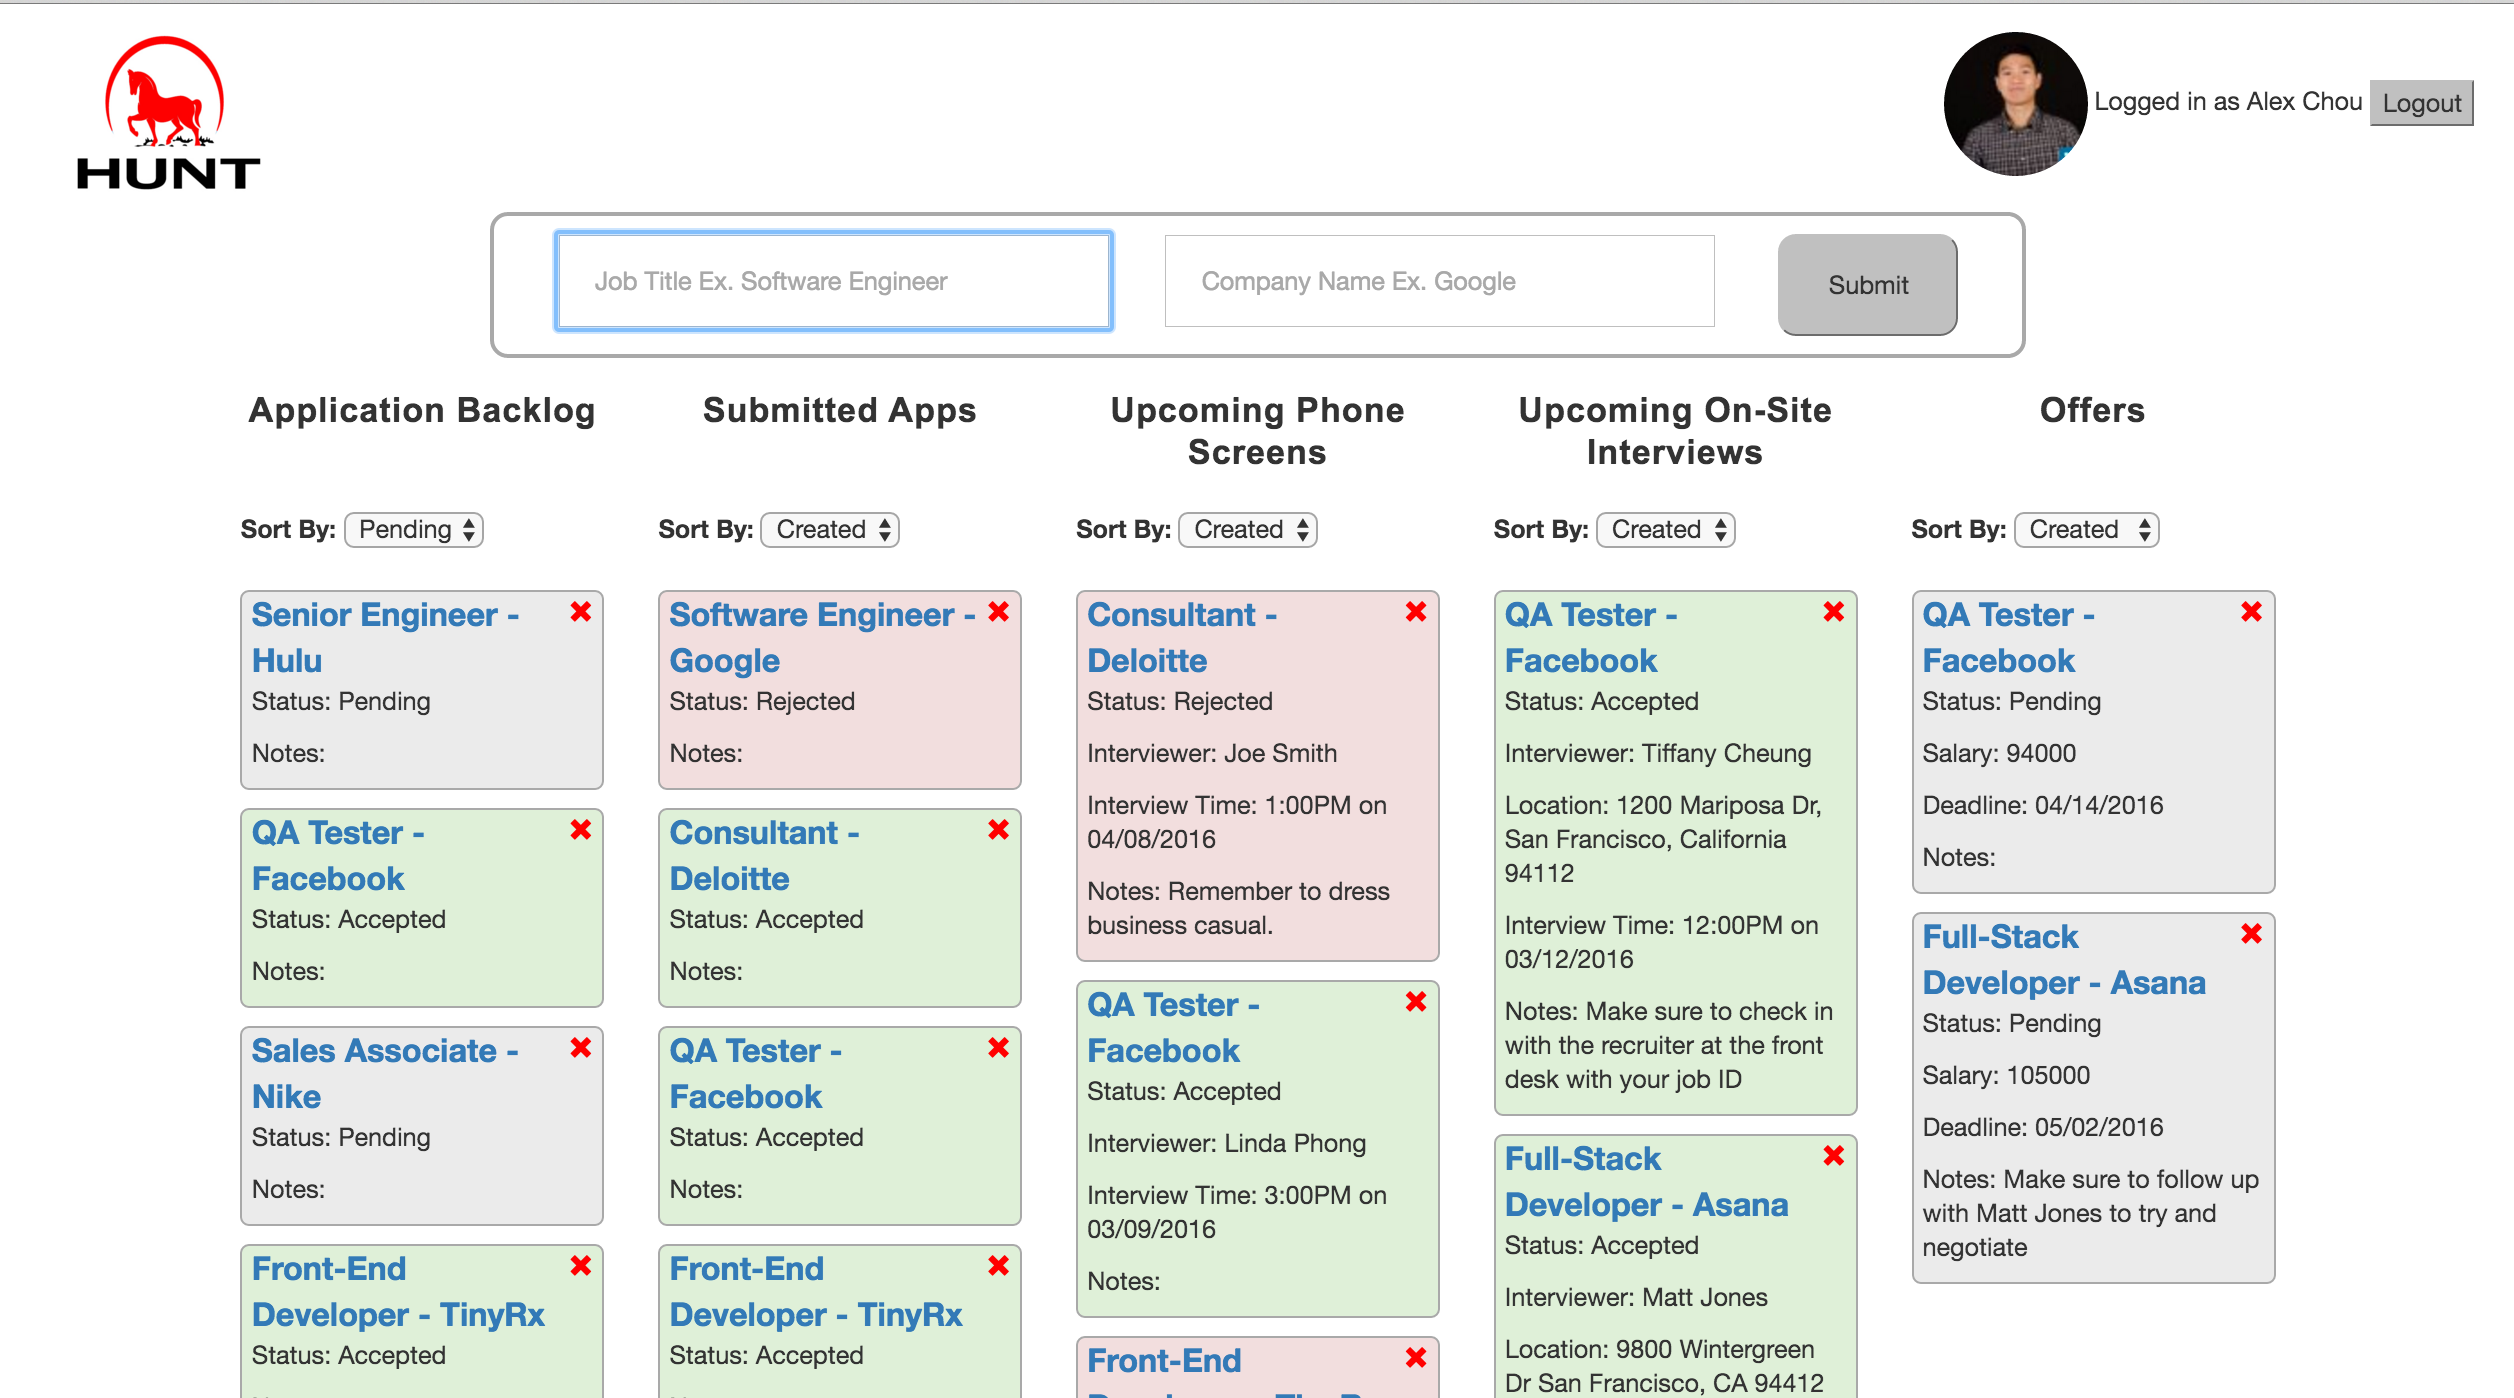 HUNT
Logged in as Alex Chou
Logout
Job Title Ex. Software Engineer
Company Name Ex. Google
Submit
Application Backlog
Sort By: Pending
Senior Engineer -
Hulu
Status: Pending
Notes:
QA Tester -
Facebook
Status: Accepted
Notes:
Sales Associate -
Nike
Status: Pending
Notes:
Front-End
Developer - TinyRx
Status: Accepted
Submitted Apps
Sort By: Created
Software Engineer -
Google
Status: Rejected
Notes:
Consultant -
Deloitte
Status: Accepted
Notes:
QA Tester -
Facebook
Status: Accepted
Notes:
Front-End
Developer - TinyRx
Status: Accepted
Upcoming Phone
Screens
Sort By: Created
Consultant -
Deloitte
Status: Rejected
Interviewer: Joe Smith
Interview Time: 1:00PM on
04/08/2016
Notes: Remember to dress
business casual.
QA Tester -
Facebook
Status: Accepted
Interviewer: Linda Phong
Interview Time: 3:00PM on
03/09/2016
Notes:
Front-End
Upcoming On-Site
Interviews
Sort By: Created
QA Tester -
Facebook
Status: Accepted
Interviewer: Tiffany Cheung
Location: 1200 Mariposa Dr,
San Francisco, California
94112
Interview Time: 12:00PM on
03/12/2016
Notes: Make sure to check in
with the recruiter at the front
desk with your job ID
Full-Stack
Developer - Asana
Status: Accepted
Interviewer: Matt Jones
Location: 9800 Wintergreen
Dr San Francisco, CA 94412
Offers
Sort By: Created
QA Tester -
Facebook
Status: Pending
Salary: 94000
Deadline: 04/14/2016
Notes:
Full-Stack
Developer - Asana
Status: Pending
Salary: 105000
Deadline: 05/02/2016
Notes: Make sure to follow up
with Matt Jones to try and
negotiate